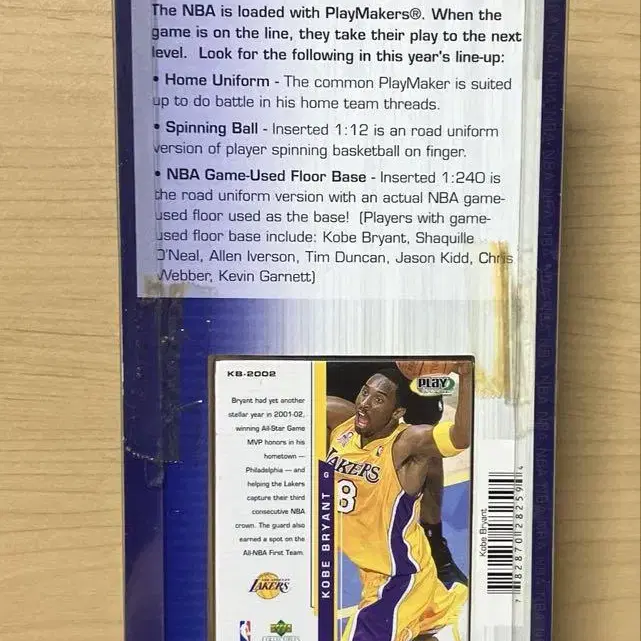 The NBA is loaded with PlayMakers®. When the
game is on the line, they take their play to the next
level. Look for the following in this year's line-up:
• Home Uniform - The common PlayMaker is suited
up to do battle in his home team threads.
• Spinning Ball - Inserted 1:12 is an road uniform
version of player spinning basketball on finger.
• NBA Game-Used Floor Base - Inserted 1:240 is
the road uniform version with an actual NBA game-
used floor used as the base! (Players with game-
used floor base include: Kobe Bryant, Shaquille
O'Neal, Allen Iverson, Tim Duncan, Jason Kidd, Chris
Webber, Kevin Garnett)
KB-2002
Bryant had yet another
stellar year in 2001-02,
winning All-Star Game
MVP honors in his
hometown —
Philadelphia — and
helping the Lakers
capture their third
consecutive NBA
crown. The guard also
earned a spot on the
All-NBA First Team.
LAKERS
NBA
PLAY
LAKERS
8
G
KOBE BRYANT
Kobe Bryant
NBA NBA NBA NBA